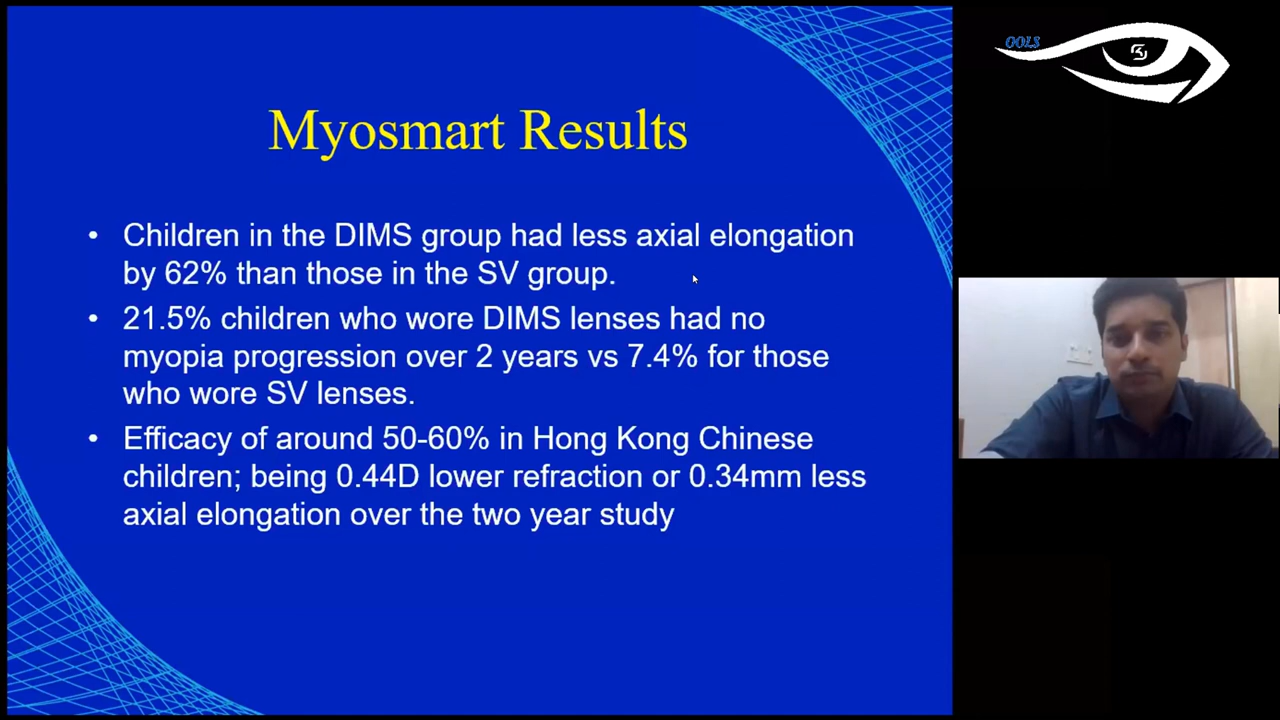 Myosmart Results
• Children in the DIMS group had less axial elongation
by 62% than those in the SV group.
• 21.5% children who wore DIMS lenses had no
myopia progression over 2 years vs 7.4% for those
who wore SV lenses.
• Efficacy of around 50-60% in Hong Kong Chinese
children; being 0.44D lower refraction or 0.34mm less
axial elongation over the two year study
OOLS